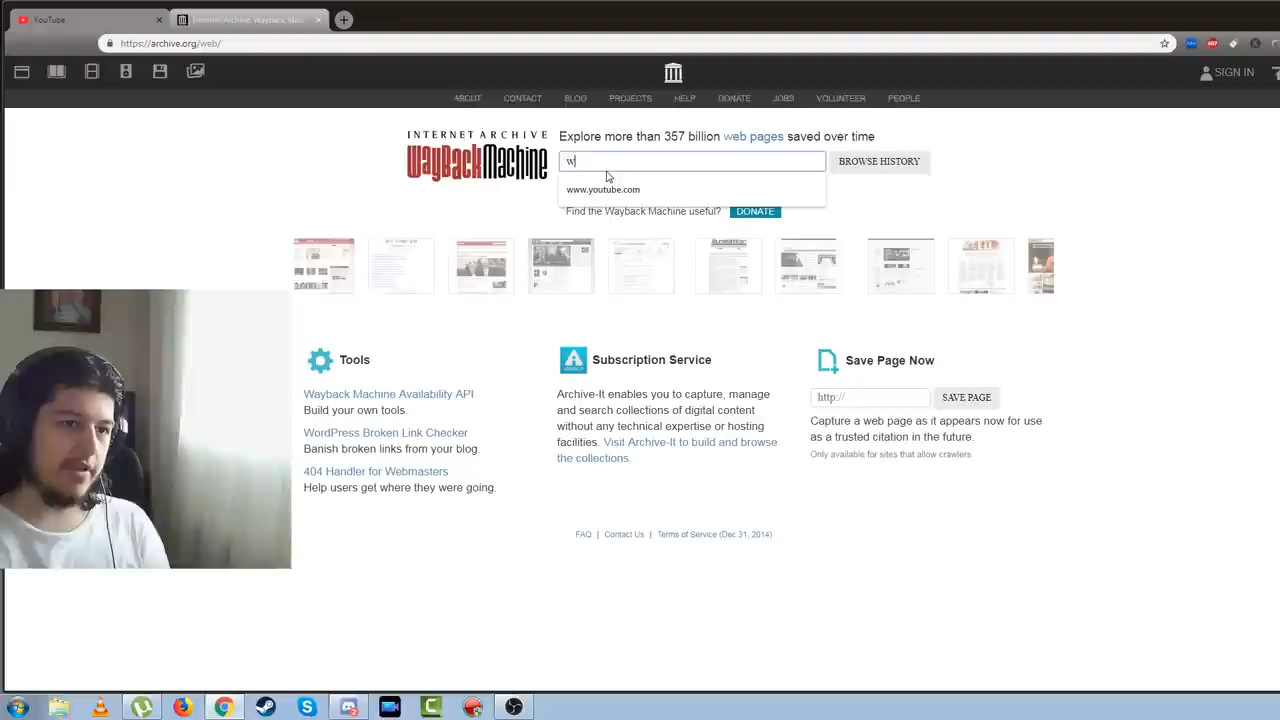 YouTube
Internet Archive: Wayback Mac
https://archive.org/web/
ABP
SIGN IN
ABOUT CONTACT BLOG PROJECTS HELP DONATE JOBS VOLUNTEER PEOPLE
INTERNET ARCHIVE
WayBackMachine
Explore more than 357 billion web pages saved over time
w
BROWSE HISTORY
www.youtube.com
Find the Wayback Machine useful? DONATE
Tools
Wayback Machine Availability API
Build your own tools.
WordPress Broken Link Checker
Banish broken links from your blog.
404 Handler for Webmasters
Help users get where they were going.
Subscription Service
Archive-It enables you to capture, manage
and search collections of digital content
without any technical expertise or hosting
facilities. Visit Archive-It to build and browse
the collections.
Save Page Now
http://
SAVE PAGE
Capture a web page as it appears now for use
as a trusted citation in the future.
Only available for sites that allow crawlers
FAQ | Contact Us | Terms of Service (Dec 31, 2014)